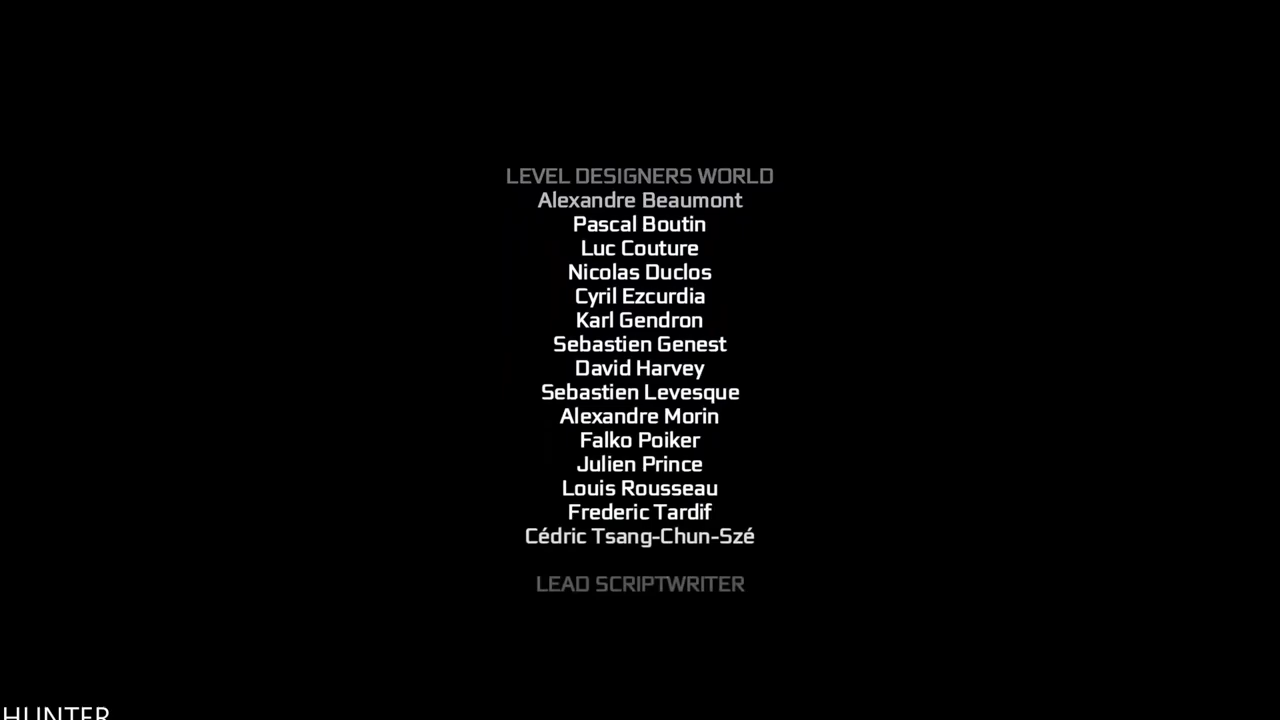 LEVEL DESIGNERS WORLD
Alexandre Beaumont
Pascal Boutin
Luc Couture
Nicolas Duclos
Cyril Ezcurdia
Karl Gendron
Sebastien Genest
David Harvey
Sebastien Levesque
Alexandre Morin
Falko Poiker
Julien Prince
Louis Rousseau
Frederic Tardif
Cédric Tsang-Chun-Szé
LEAD SCRIPTWRITER
HUNTER